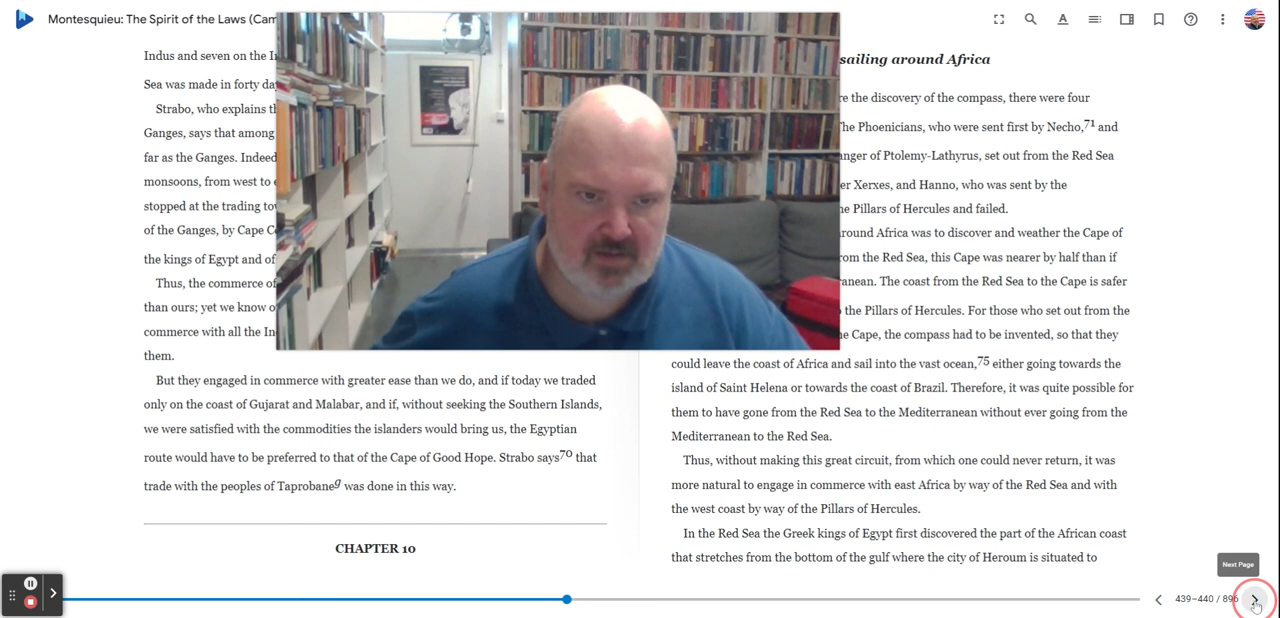 Montesquieu: The Spirit of the Laws (Cam
Indus and seven on the In
Sea was made in forty day
Strabo, who explains th
Ganges, says that among
far as the Ganges. Indeed
monsoons, from west to e
stopped at the trading tow
of the Ganges, by Cape Co
the kings of Egypt and of
Thus, the commerce of
than ours; yet we know o
commerce with all the Ind
them.
But they engaged in commerce with greater ease than we do, and if today we traded
only on the coast of Gujarat and Malabar, and if, without seeking the Southern Islands,
we were satisfied with the commodities the islanders would bring us, the Egyptian
route would have to be preferred to that of the Cape of Good Hope. Strabo says70 that
trade with the peoples of Taprobaneg was done in this way.
CHAPTER 10
sailing around Africa
re the discovery of the compass, there were four
The Phoenicians, who were sent first by Necho,71 and
anger of Ptolemy-Lathyrus, set out from the Red Sea
er Xerxes, and Hanno, who was sent by the
he Pillars of Hercules and failed.
around Africa was to discover and weather the Cape of
rom the Red Sea, this Cape was nearer by half than if
ranean. The coast from the Red Sea to the Cape is safer
o the Pillars of Hercules. For those who set out from the
he Cape, the compass had to be invented, so that they
could leave the coast of Africa and sail into the vast ocean,75 either going towards the
island of Saint Helena or towards the coast of Brazil. Therefore, it was quite possible for
them to have gone from the Red Sea to the Mediterranean without ever going from the
Mediterranean to the Red Sea.
Thus, without making this great circuit, from which one could never return, it was
more natural to engage in commerce with east Africa by way of the Red Sea and with
the west coast by way of the Pillars of Hercules.
In the Red Sea the Greek kings of Egypt first discovered the part of the African coast
that stretches from the bottom of the gulf where the city of Heroum is situated to
Next Page
439–440 / 896